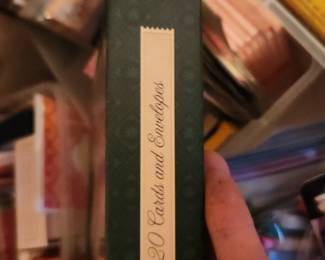 20 Cards and Envelopes